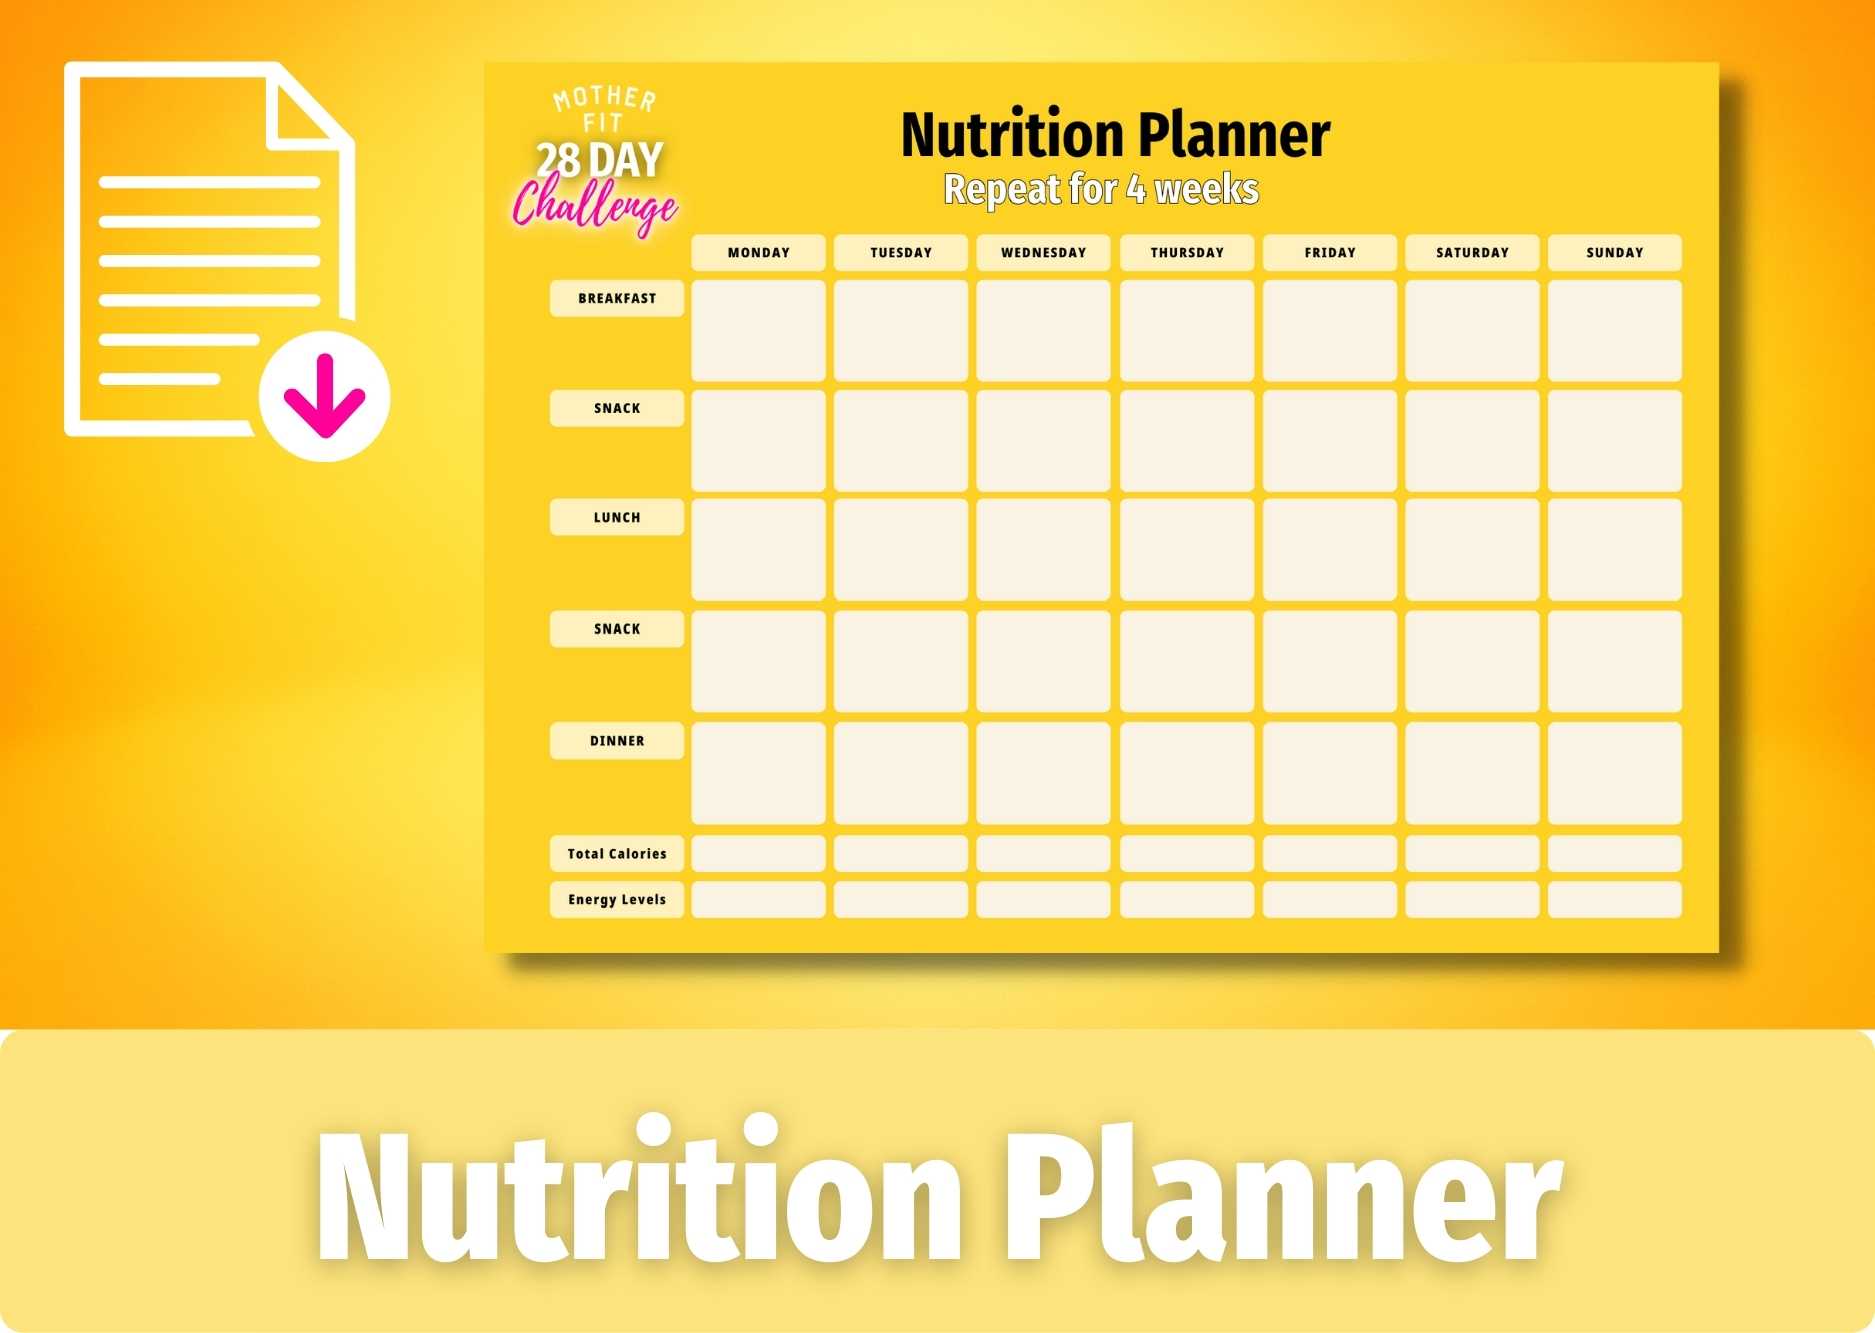 MOTHER
FIT
28 DAY
Challenge
Nutrition Planner
Repeat for 4 weeks
MONDAY TUESDAY WEDNESDAY THURSDAY FRIDAY SATURDAY SUNDAY
BREAKFAST
SNACK
LUNCH
SNACK
DINNER
Total Calories
Energy Levels
Nutrition Planner